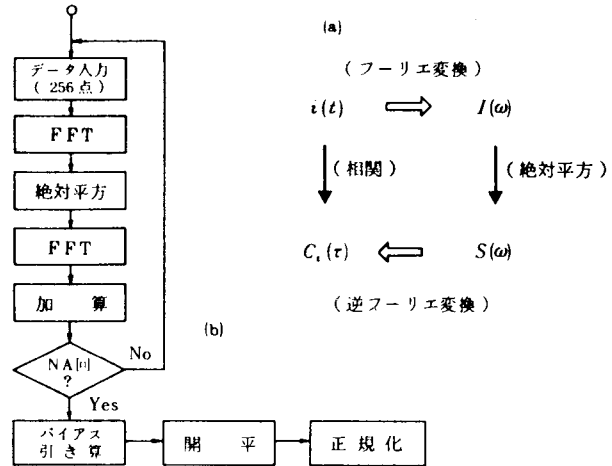 データ入力
(256点)
FFT
絶対平方
FFT
加算
NA回
?
No
Yes
バイアス
引き算
開平
正規化
(a)
(フーリエ変換)
i(t)
I(ω)
(相関)
(絶対平方)
C_i(τ)
S(ω)
(逆フーリエ変換)
(b)